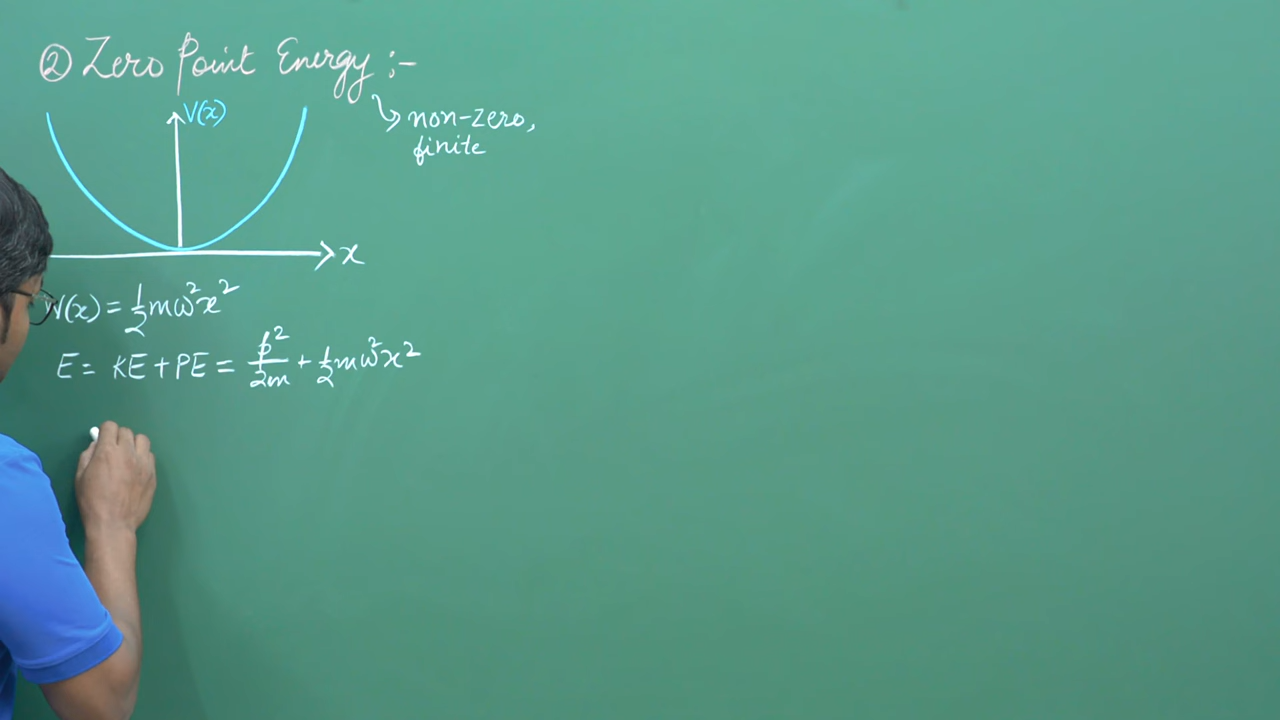 ② Zero Point Energy :-
V(x)
↳ non-zero,
finite
x
V(x) = ½mω²x²
E = KE + PE = p²/2m + ½mω²x²